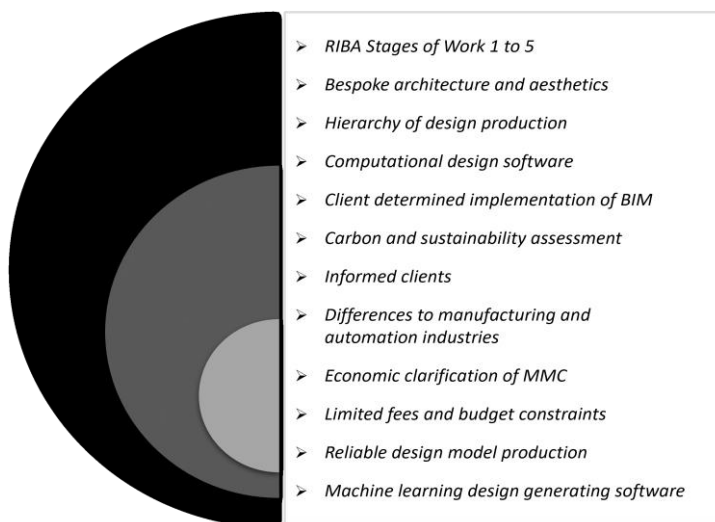 ➢ RIBA Stages of Work 1 to 5
➢ Bespoke architecture and aesthetics
➢ Hierarchy of design production
➢ Computational design software
➢ Client determined implementation of BIM
➢ Carbon and sustainability assessment
➢ Informed clients
➢ Differences to manufacturing and
automation industries
➢ Economic clarification of MMC
➢ Limited fees and budget constraints
➢ Reliable design model production
➢ Machine learning design generating software